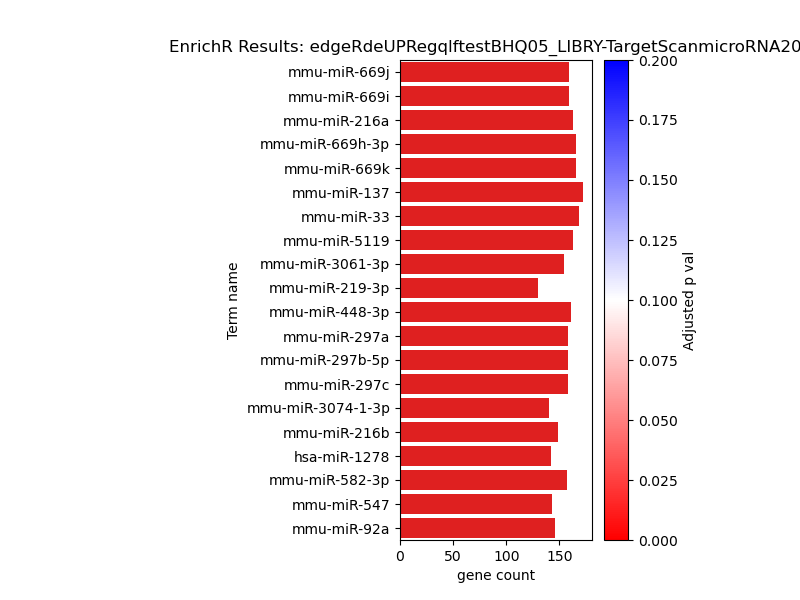 EnrichR Results: edgeRdeUPRegqlftestBHQ05_LIBRY-TargetScanmicroRNA20
Term name
mmu-miR-669j
mmu-miR-669i
mmu-miR-216a
mmu-miR-669h-3p
mmu-miR-669k
mmu-miR-137
mmu-miR-33
mmu-miR-5119
mmu-miR-3061-3p
mmu-miR-219-3p
mmu-miR-448-3p
mmu-miR-297a
mmu-miR-297b-5p
mmu-miR-297c
mmu-miR-3074-1-3p
mmu-miR-216b
hsa-miR-1278
mmu-miR-582-3p
mmu-miR-547
mmu-miR-92a
0 50 100 150
gene count
0.200
0.175
0.150
0.125
0.100
0.075
0.050
0.025
0.000
Adjusted p val